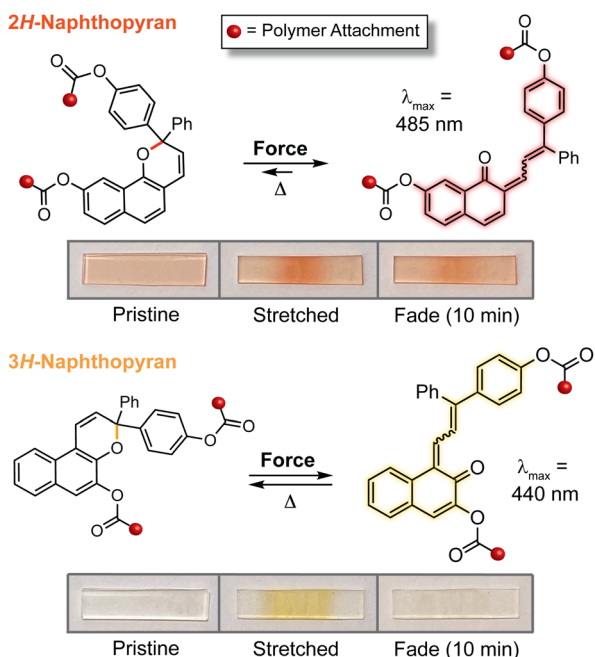 2H-Naphthopyran
= Polymer Attachment
O
O
Ph
O
O
O
Force
Δ
λmax =
485 nm
O
O
Ph
O
O
O
Pristine
Stretched
Fade (10 min)
3H-Naphthopyran
Ph
O
O
O
O
O
Force
Δ
Ph
O
O
O
O
O
λmax =
440 nm
Pristine
Stretched
Fade (10 min)